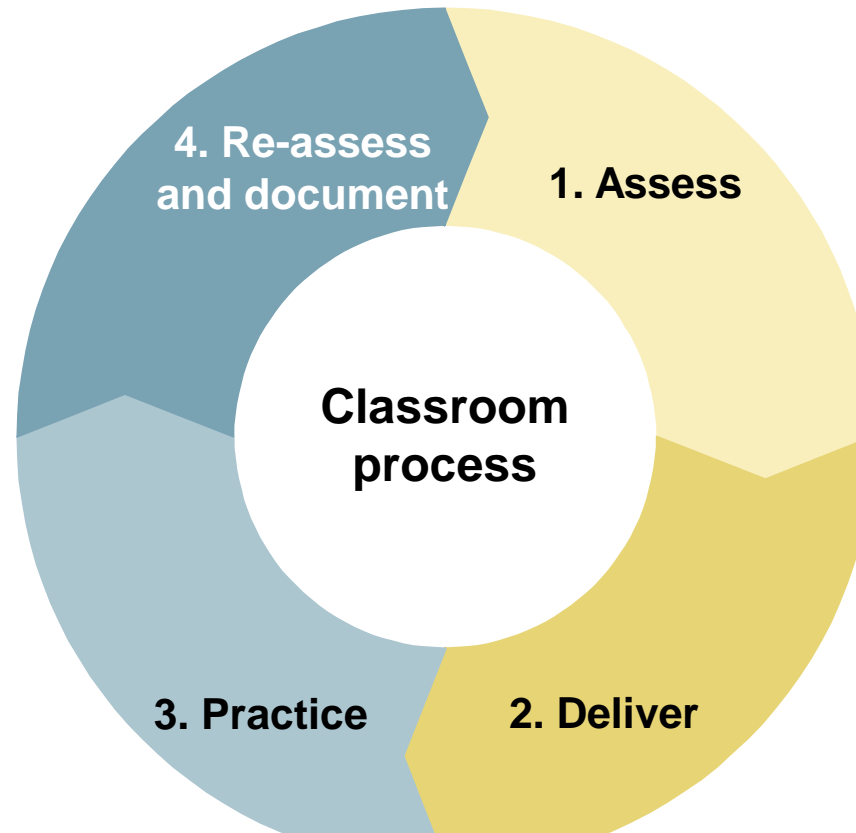 Classroom
process
1. Assess
2. Deliver
3. Practice
4. Re-assess
and document